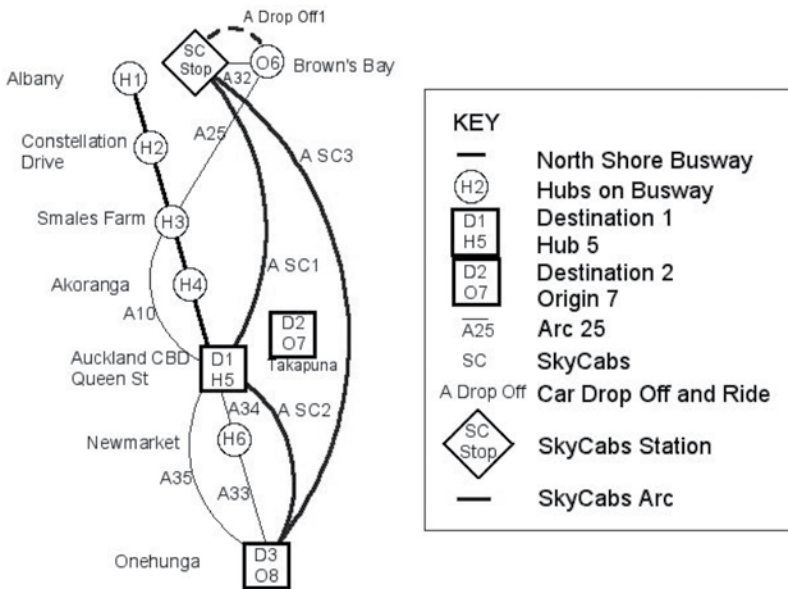 A Drop Off1
SC
Stop
O6
A32
Brown's Bay
Albany
H1
A25
A SC3
Constellation
Drive
H2
Smales Farm
H3
A SC1
Akoranga
H4
A10
D2
O7
Takapuna
Auckland CBD
Queen St
D1
H5
A34
A SC2
Newmarket
H6
A35
A33
Onehunga
D3
O8
KEY
North Shore Busway
H2
Hubs on Busway
D1
H5
Destination 1
Hub 5
D2
O7
Destination 2
Origin 7
A25
Arc 25
SC
SkyCabs
A Drop Off
Car Drop Off and Ride
SC
Stop
SkyCabs Station
SkyCabs Arc